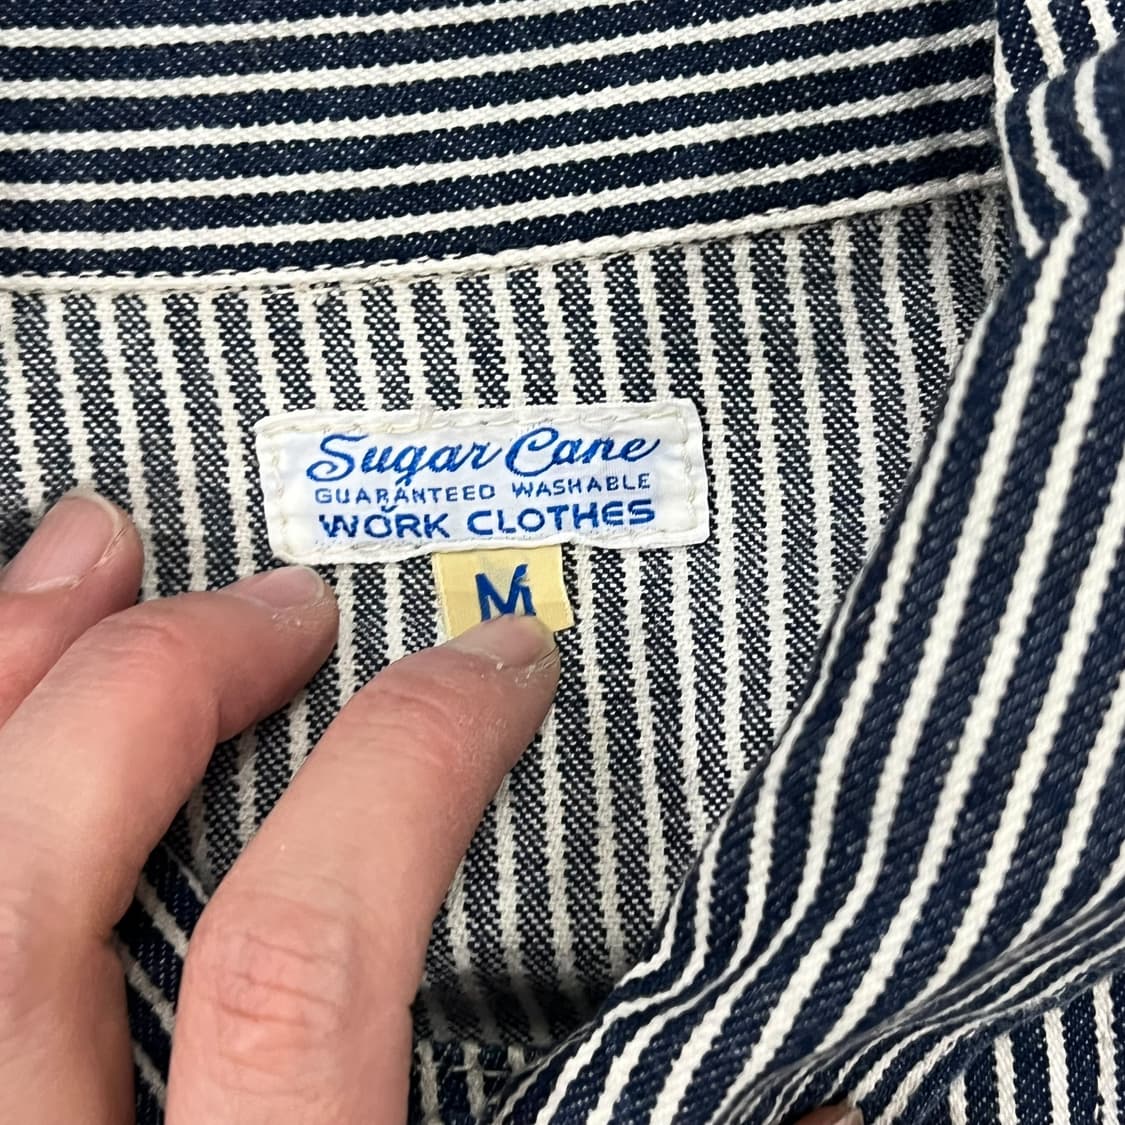 Sugar Cane
GUARANTEED WASHABLE
WORK CLOTHES
M